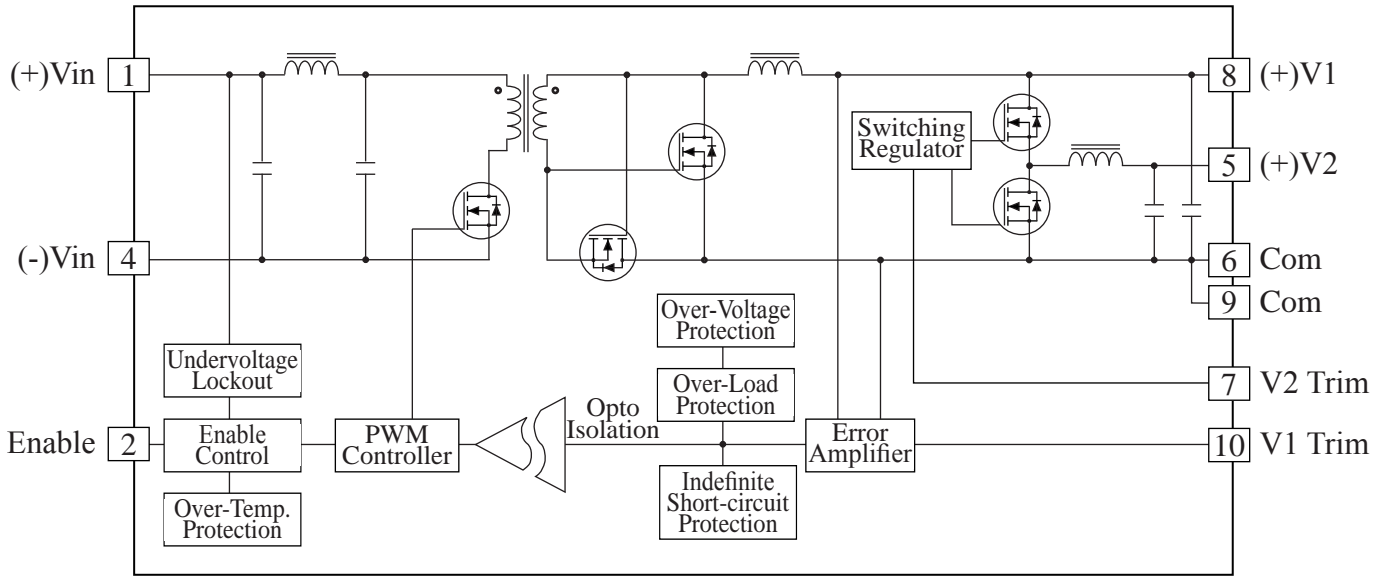 (+)Vin 1
8 (+)V1
Switching
Regulator
5 (+)V2
(-)Vin 4
6 Com
9 Com
Over-Voltage
Protection
Undervoltage
Lockout
Over-Load
Protection
7 V2 Trim
Enable 2
Enable
Control
PWM
Controller
Opto
Isolation
Error
Amplifier
10 V1 Trim
Over-Temp.
Protection
Indefinite
Short-circuit
Protection